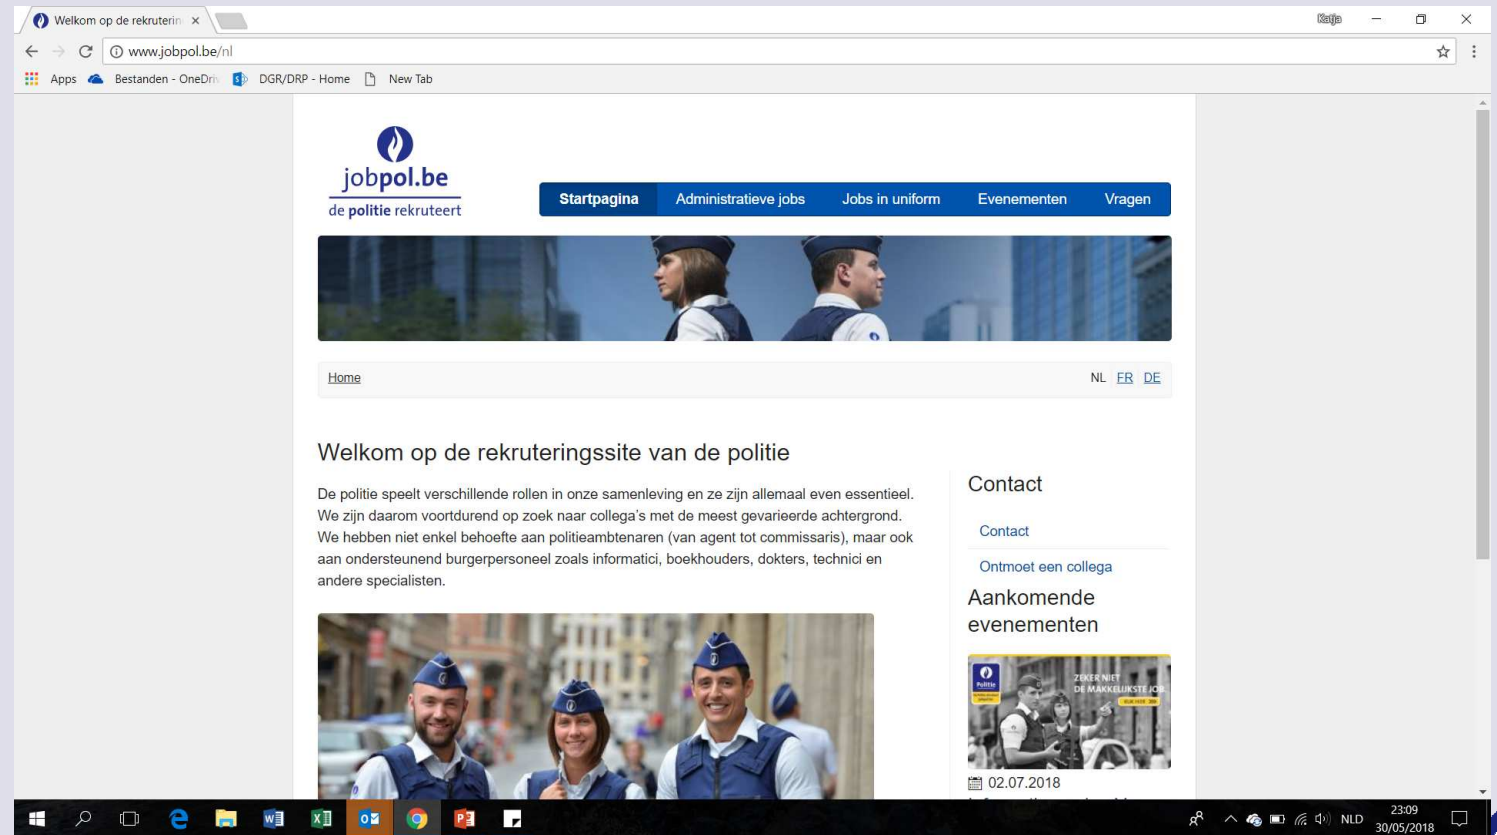 Welkom op de rekruterin
Katja
www.jobpol.be/nl
Apps Bestanden - OneDri DGR/DRP - Home New Tab
jobpol.be
de politie rekruteert
Startpagina Administratieve jobs Jobs in uniform Evenementen Vragen
Home NL FR DE
Welkom op de rekruteringssite van de politie
De politie speelt verschillende rollen in onze samenleving en ze zijn allemaal even essentieel.
We zijn daarom voortdurend op zoek naar collega's met de meest gevarieerde achtergrond.
We hebben niet enkel behoefte aan politieambtenaren (van agent tot commissaris), maar ook
aan ondersteunend burgerpersoneel zoals informatici, boekhouders, dokters, technici en
andere specialisten.
Contact
Contact
Ontmoet een collega
Aankomende
evenementen
Politie
ZEKER NIET
DE MAKKELIJKSTE JOB
02.07.2018
NLD
23:09
30/05/2018